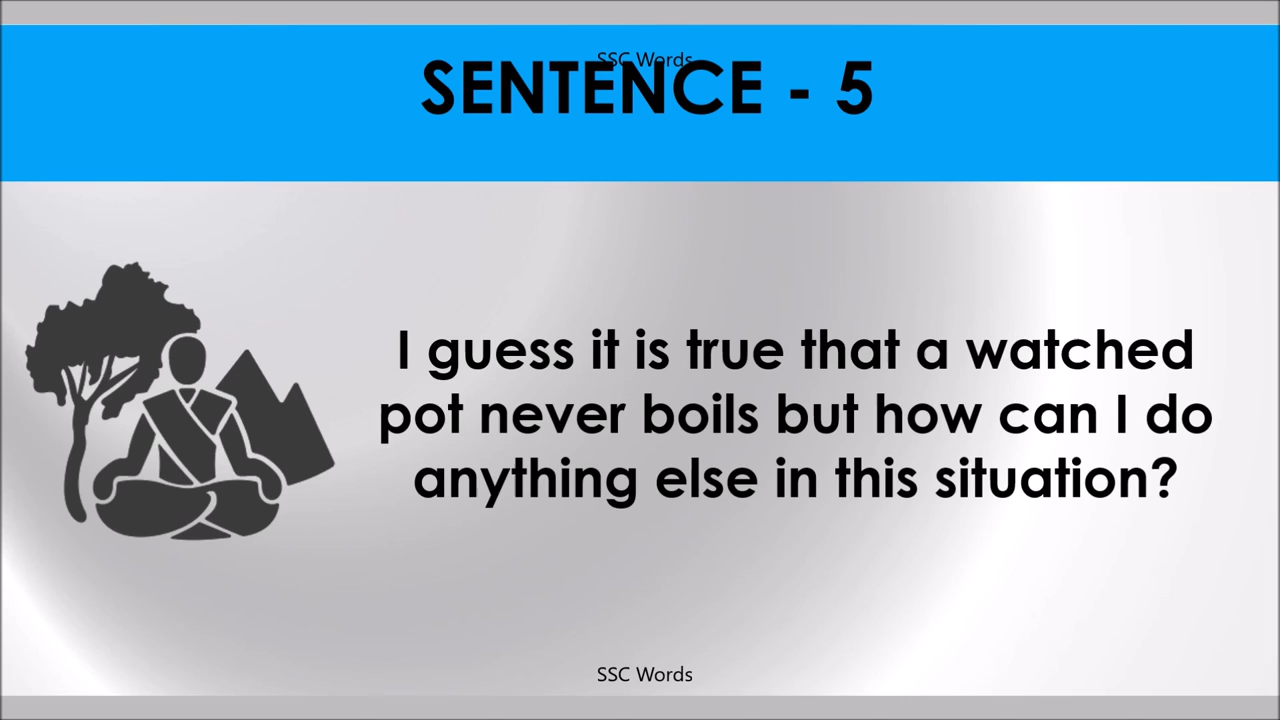 SSC Words
SENTENCE - 5
I guess it is true that a watched
pot never boils but how can I do
anything else in this situation?
SSC Words